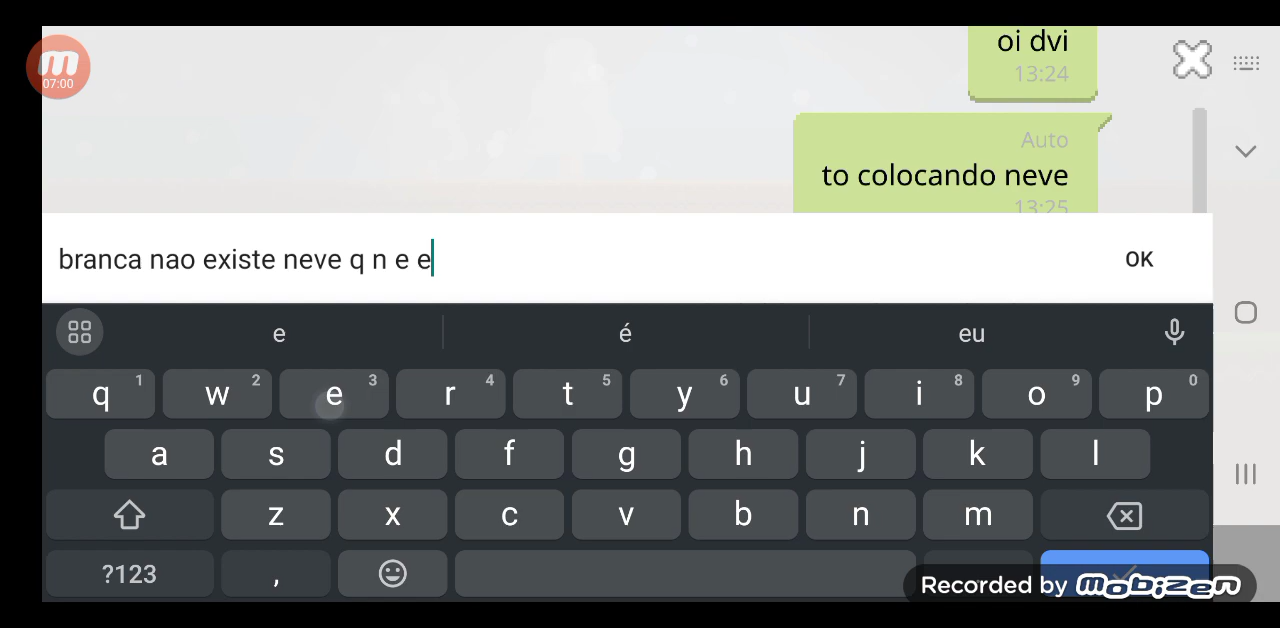 m
07:00
oi dvi
13:24
Auto
to colocando neve
13:25
branca nao existe neve q n e e
OK
e é eu
q 1 w 2 e 3 r 4 t 5 y 6 u 7 i 8 o 9 p 0
a s d f g h j k l
z x c v b n m
?123 ,
Recorded by mobizen